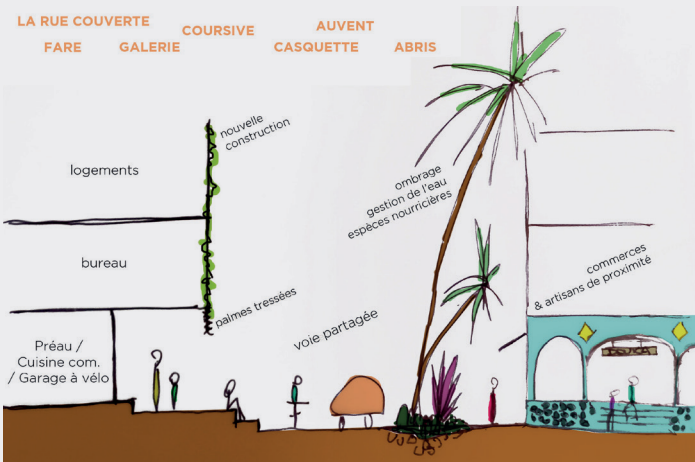 LA RUE COUVERTE
COURSIVE
AUVENT
FARE
GALERIE
CASQUETTE
ABRIS
nouvelle
construction
logements
ombrage
gestion de l'eau
espèces nourricières
bureau
commerces
& artisans de proximité
palmes tressées
voie partagée
Préau /
Cuisine com.
/ Garage à vélo